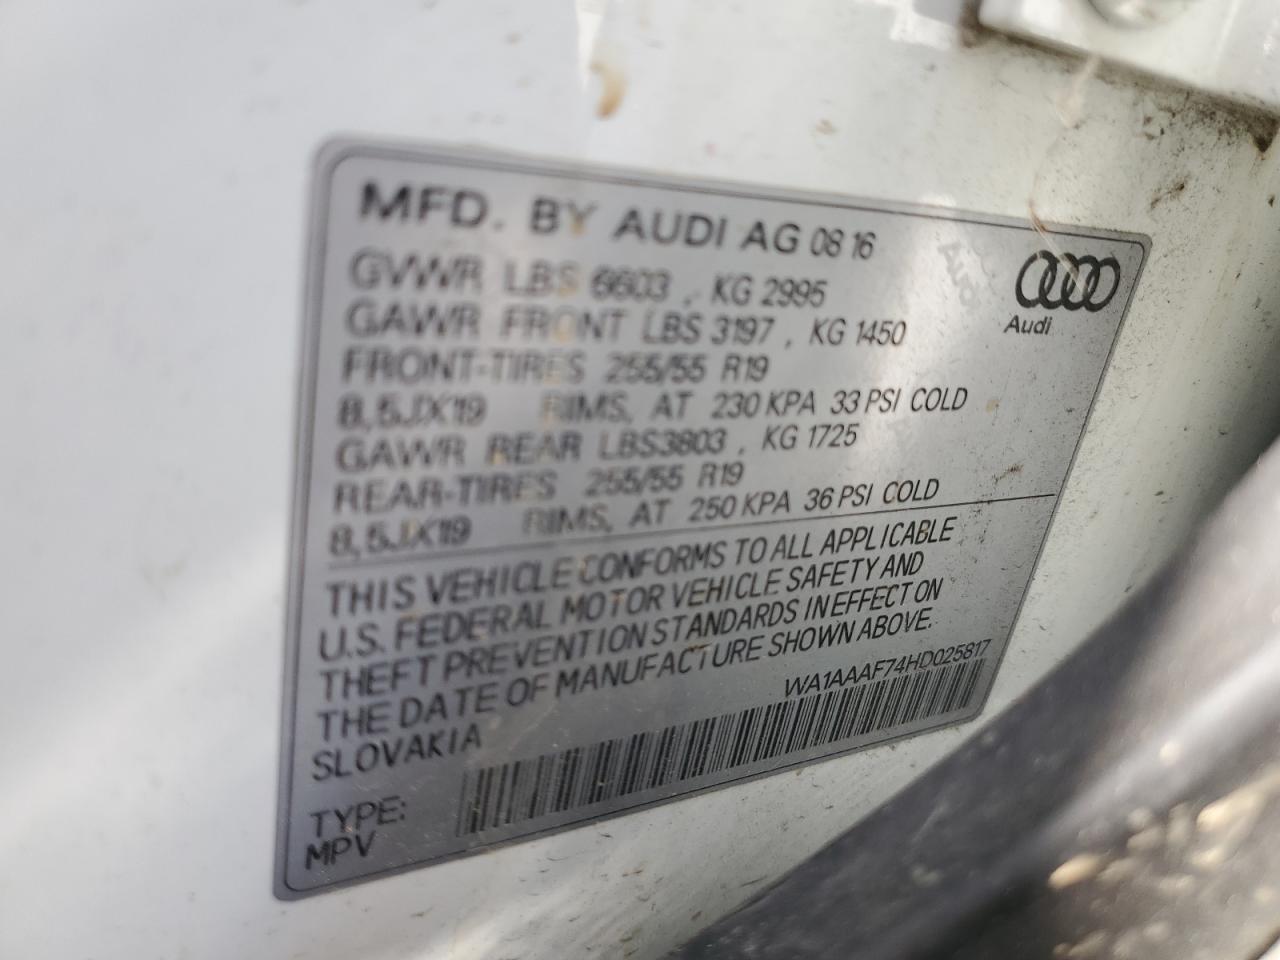 MFD. BY AUDI AG 08 16
Audi
GVWR LBS 6603 , KG 2995
GAWR FRONT LBS 3197 , KG 1450
FRONT-TIRES 255/55 R19
8,5JX19 RIMS, AT 230 KPA 33 PSI COLD
GAWR REAR LBS3803 , KG 1725
REAR-TIRES 255/55 R19
8,5JX19 RIMS, AT 250 KPA 36 PSI COLD
THIS VEHICLE CONFORMS TO ALL APPLICABLE
U.S. FEDERAL MOTOR VEHICLE SAFETY AND
THEFT PREVENTION STANDARDS IN EFFECT ON
THE DATE OF MANUFACTURE SHOWN ABOVE.
SLOVAKIA
WA1AAAF74HD025817
TYPE:
MPV